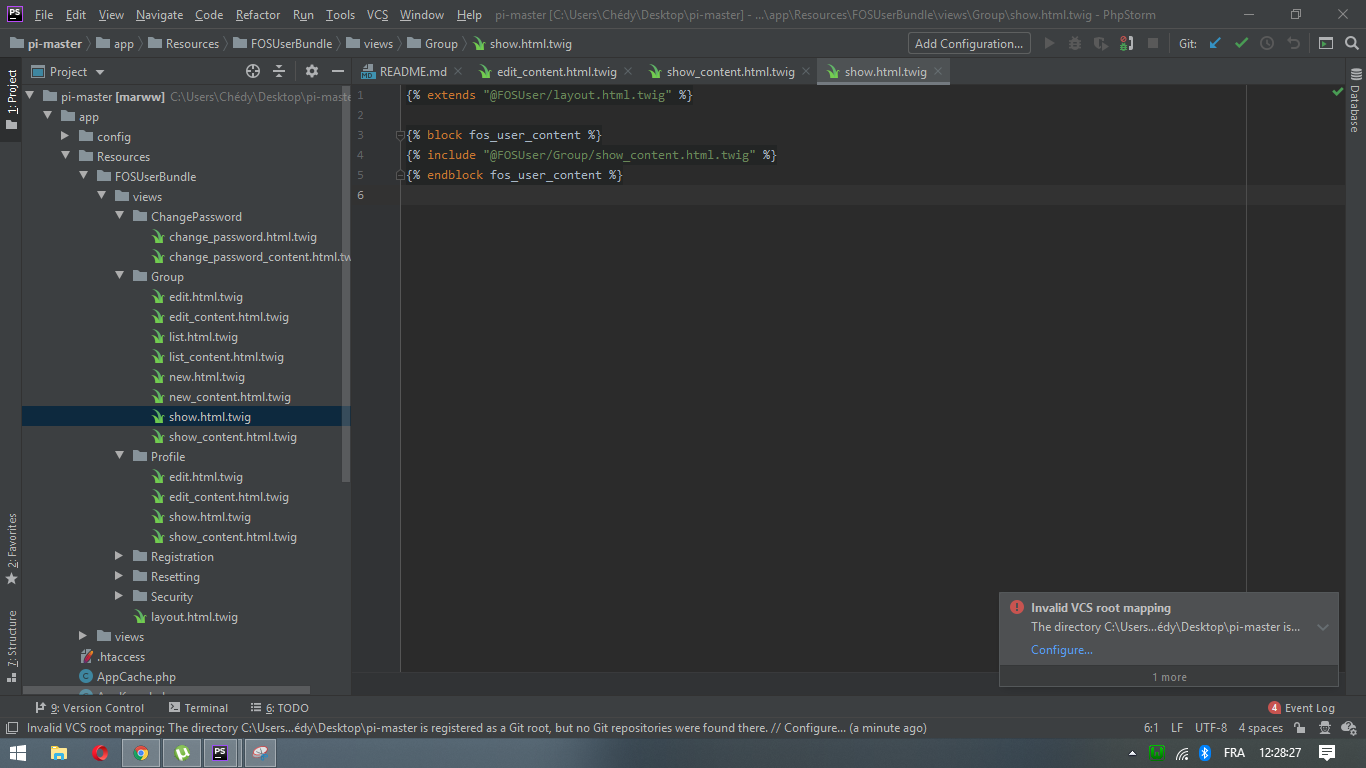 PS File Edit View Navigate Code Refactor Run Tools VCS Window Help pi-master [C:\Users\Chédy\Desktop\pi-master] - ...\app\Resources\FOSUserBundle\views\Group\show.html.twig - PhpStorm
pi-master app Resources FOSUserBundle views Group show.html.twig Add Configuration... Git:
Project
README.md edit_content.html.twig show_content.html.twig show.html.twig
1: Project
2: Favorites
7: Structure
Database
pi-master [marww] C:\Users\Chédy\Desktop\pi-maste
app
config
Resources
FOSUserBundle
views
ChangePassword
change_password.html.twig
change_password_content.html.tw
Group
edit.html.twig
edit_content.html.twig
list.html.twig
list_content.html.twig
new.html.twig
new_content.html.twig
show.html.twig
show_content.html.twig
Profile
edit.html.twig
edit_content.html.twig
show.html.twig
show_content.html.twig
Registration
Resetting
Security
layout.html.twig
views
.htaccess
AppCache.php
1 {% extends "@FOSUser/layout.html.twig" %}
2
3 {% block fos_user_content %}
4 {% include "@FOSUser/Group/show_content.html.twig" %}
5 {% endblock fos_user_content %}
6
Invalid VCS root mapping
The directory C:\Users...édy\Desktop\pi-master is...
Configure...
1 more
9: Version Control Terminal 6: TODO 4 Event Log
Invalid VCS root mapping: The directory C:\Users...édy\Desktop\pi-master is registered as a Git root, but no Git repositories were found there. // Configure... (a minute ago) 6:1 LF UTF-8 4 spaces
PS FRA 12:28:27